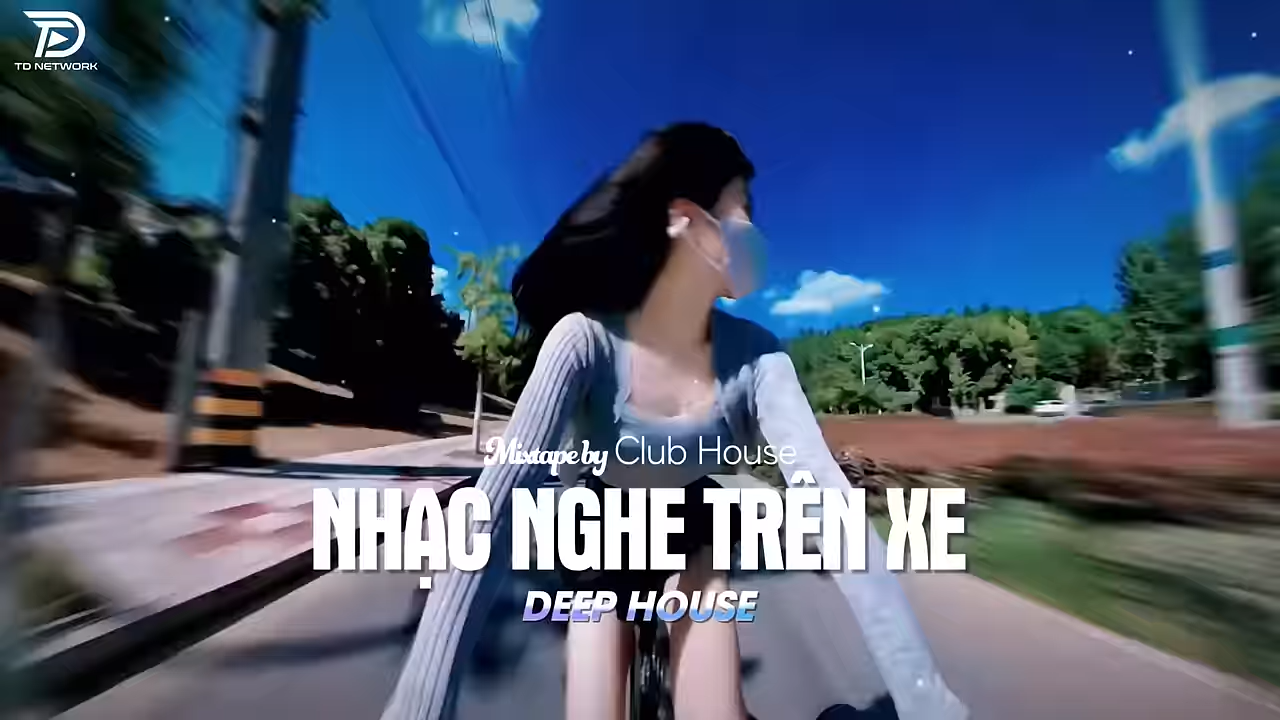 TD NETWORK
Mixtape by Club House
NHẠC NGHE TRÊN XE
DEEP HOUSE